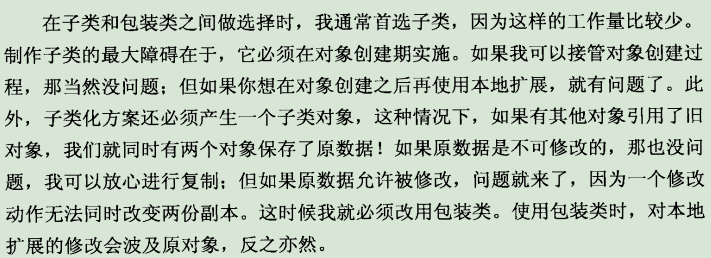 在子类和包装类之间做选择时，我通常首选子类，因为这样的工作量比较少。
制作子类的最大障碍在于，它必须在对象创建期实施。如果我可以接管对象创建过
程，那当然没问题；但如果你想在对象创建之后再使用本地扩展，就有问题了。此
外，子类化方案还必须产生一个子类对象，这种情况下，如果有其他对象引用了旧
对象，我们就同时有两个对象保存了原数据！如果原数据是不可修改的，那也没问
题，我可以放心进行复制；但如果原数据允许被修改，问题就来了，因为一个修改
动作无法同时改变两份副本。这时候我就必须改用包装类。使用包装类时，对本地
扩展的修改会波及原对象，反之亦然。